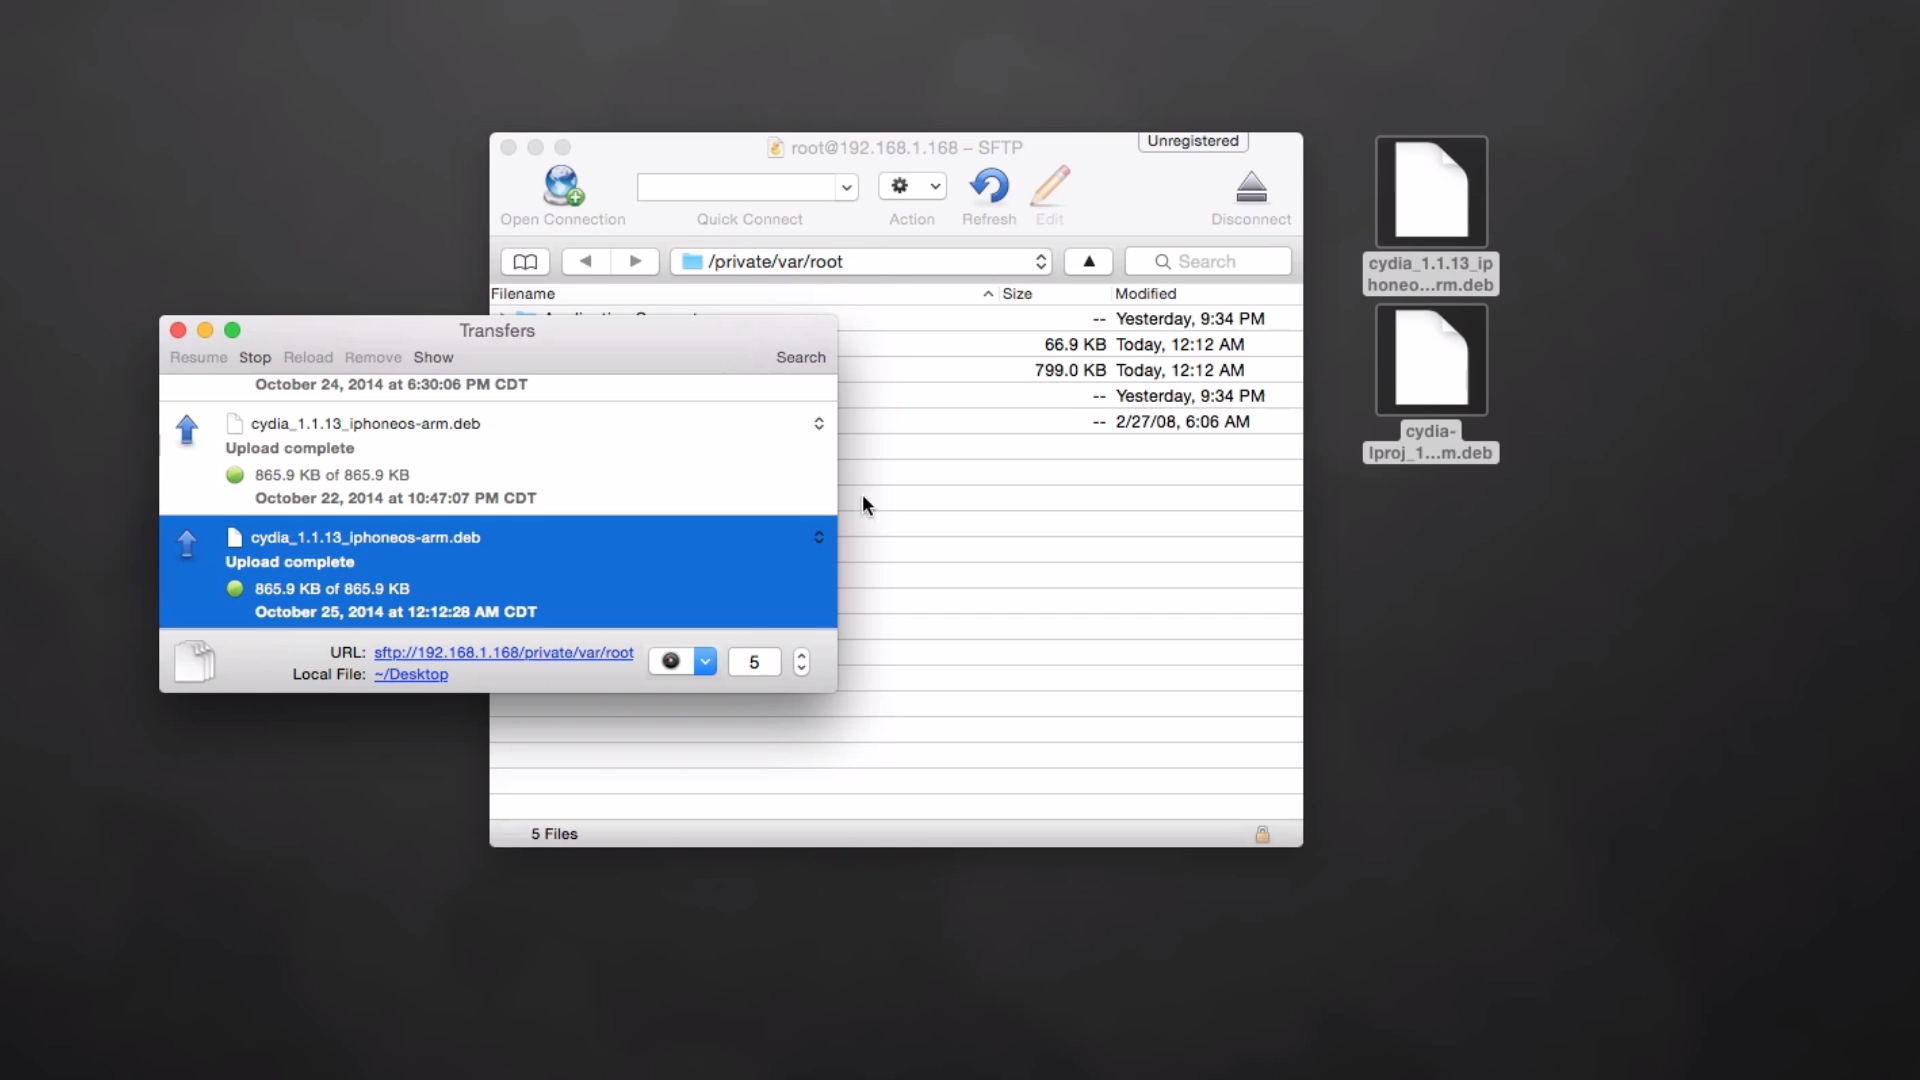 root@192.168.1.168 – SFTP
Unregistered
Open Connection
Quick Connect
Action
Refresh
Edit
Disconnect
/private/var/root
Search
Filename
Size
Modified
-- Yesterday, 9:34 PM
66.9 KB Today, 12:12 AM
799.0 KB Today, 12:12 AM
-- Yesterday, 9:34 PM
-- 2/27/08, 6:06 AM
5 Files
Transfers
Resume Stop Reload Remove Show Search
October 24, 2014 at 6:30:06 PM CDT
cydia_1.1.13_iphoneos-arm.deb
Upload complete
865.9 KB of 865.9 KB
October 22, 2014 at 10:47:07 PM CDT
cydia_1.1.13_iphoneos-arm.deb
Upload complete
865.9 KB of 865.9 KB
October 25, 2014 at 12:12:28 AM CDT
URL: sftp://192.168.1.168/private/var/root
Local File: ~/Desktop
5
cydia_1.1.13_ip
honeo...rm.deb
cydia-
lproj_1...m.deb